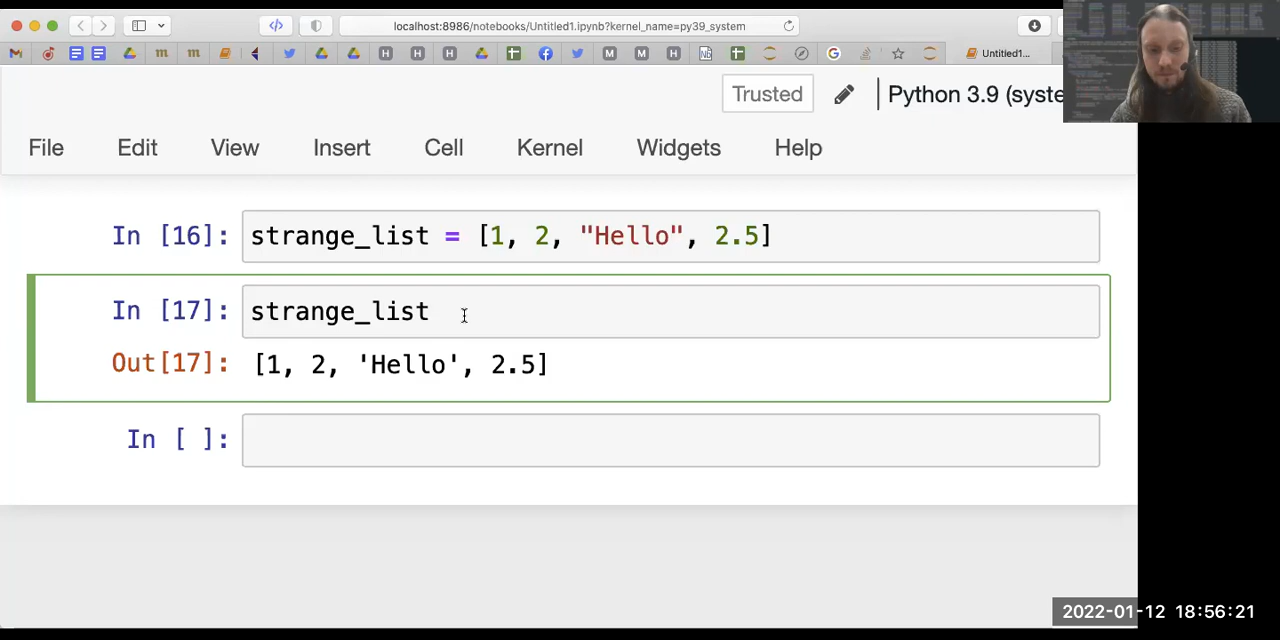 localhost:8986/notebooks/Untitled1.ipynb?kernel_name=py39_system
Untitled1...
Trusted
Python 3.9 (syste
File Edit View Insert Cell Kernel Widgets Help
In [16]: strange_list = [1, 2, "Hello", 2.5]
In [17]: strange_list
Out[17]: [1, 2, 'Hello', 2.5]
In [ ]:
2022-01-12 18:56:21